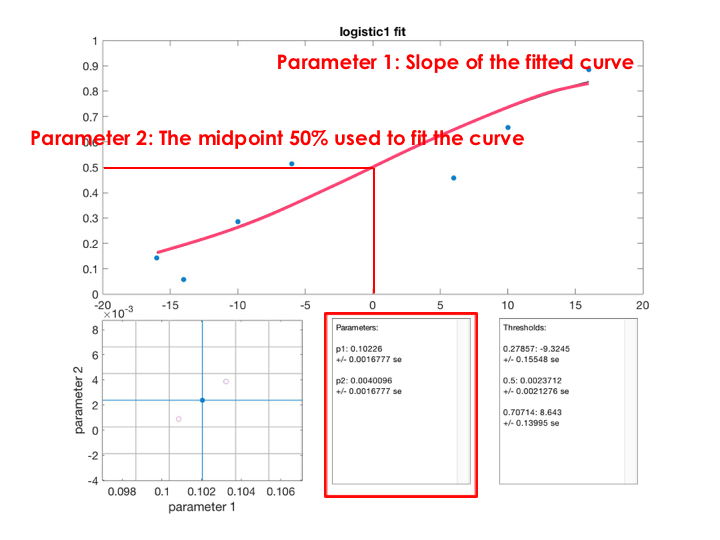 logistic1 fit
Parameter 1: Slope of the fitted curve
Parameter 2: The midpoint 50% used to fit the curve
1
0.9
0.8
0.7
0.6
0.5
0.4
0.3
0.2
0.1
0
-20 -15 -10 -5 0 5 10 15 20
×10⁻³
8
6
4
2
0
-2
-4
parameter 2
0.098 0.1 0.102 0.104 0.106
parameter 1
Parameters:
p1: 0.10226
+/- 0.0016777 se
p2: 0.0040096
+/- 0.0016777 se
Thresholds:
0.27857: -9.3245
+/- 0.15548 se
0.5: 0.0023712
+/- 0.0021276 se
0.70714: 8.643
+/- 0.13995 se